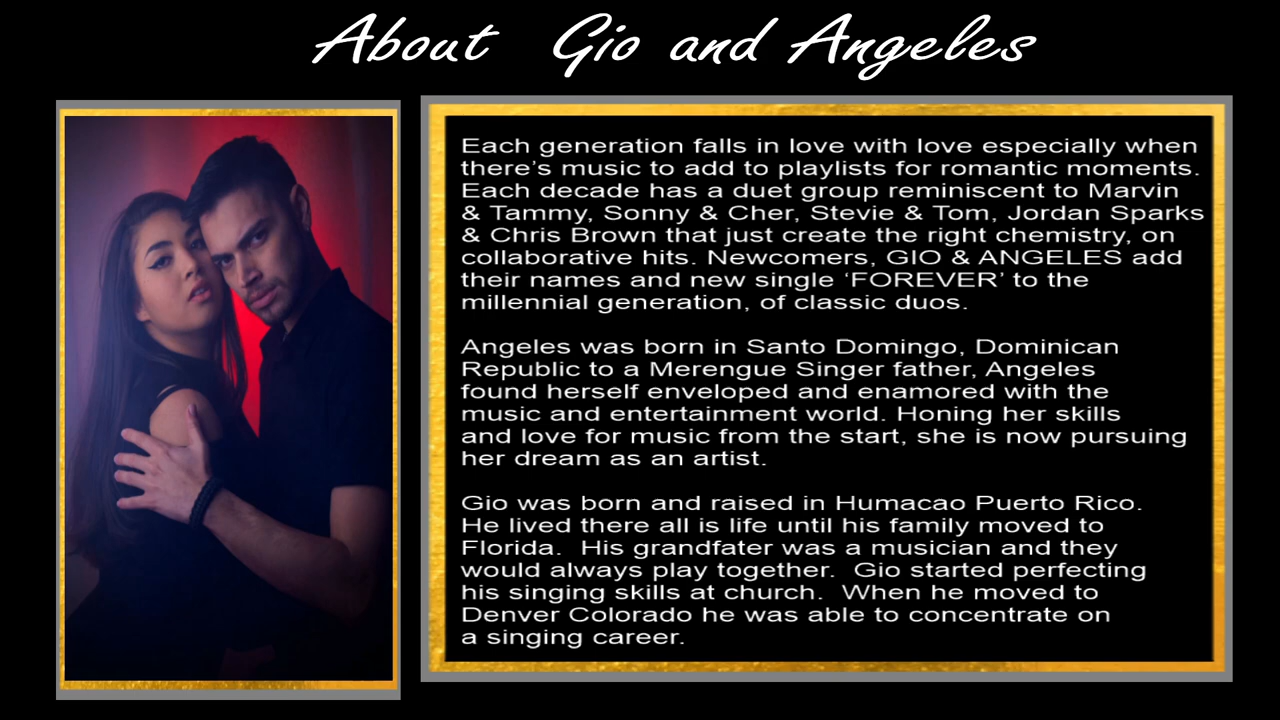 About Gio and Angeles
Each generation falls in love with love especially when
there's music to add to playlists for romantic moments.
Each decade has a duet group reminiscent to Marvin
& Tammy, Sonny & Cher, Stevie & Tom, Jordan Sparks
& Chris Brown that just create the right chemistry, on
collaborative hits. Newcomers, GIO & ANGELES add
their names and new single ‘FOREVER’ to the
millennial generation, of classic duos.
Angeles was born in Santo Domingo, Dominican
Republic to a Merengue Singer father, Angeles
found herself enveloped and enamored with the
music and entertainment world. Honing her skills
and love for music from the start, she is now pursuing
her dream as an artist.
Gio was born and raised in Humacao Puerto Rico.
He lived there all is life until his family moved to
Florida.  His grandfater was a musician and they
would always play together.  Gio started perfecting
his singing skills at church.  When he moved to
Denver Colorado he was able to concentrate on
a singing career.